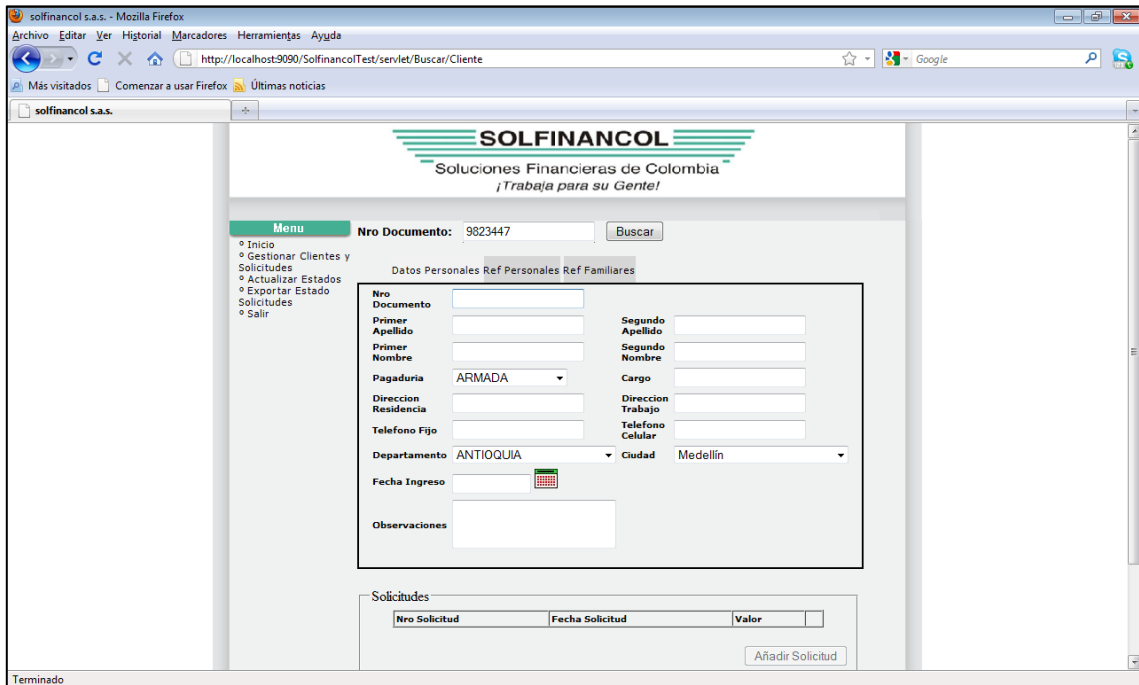 solfinancol s.a.s. - Mozilla Firefox
Archivo Editar Ver Historial Marcadores Herramientas Ayuda
http://localhost:9090/SolfinancolTest/servlet/Buscar/Cliente
Google
Más visitados Comenzar a usar Firefox Últimas noticias
solfinancol s.a.s.
SOLFINANCOL
Soluciones Financieras de Colombia
¡Trabaja para su Gente!
Menu
º Inicio
º Gestionar Clientes y
Solicitudes
º Actualizar Estados
º Exportar Estado
Solicitudes
º Salir
Nro Documento: 9823447 Buscar
Datos Personales Ref Personales Ref Familiares
Nro
Documento
Primer
Apellido
Segundo
Apellido
Primer
Nombre
Segundo
Nombre
Pagaduria ARMADA Cargo
Direccion
Residencia
Direccion
Trabajo
Telefono Fijo
Telefono
Celular
Departamento ANTIOQUIA Ciudad Medellín
Fecha Ingreso
Observaciones
Solicitudes
Nro Solicitud Fecha Solicitud Valor
Añadir Solicitud
Terminado